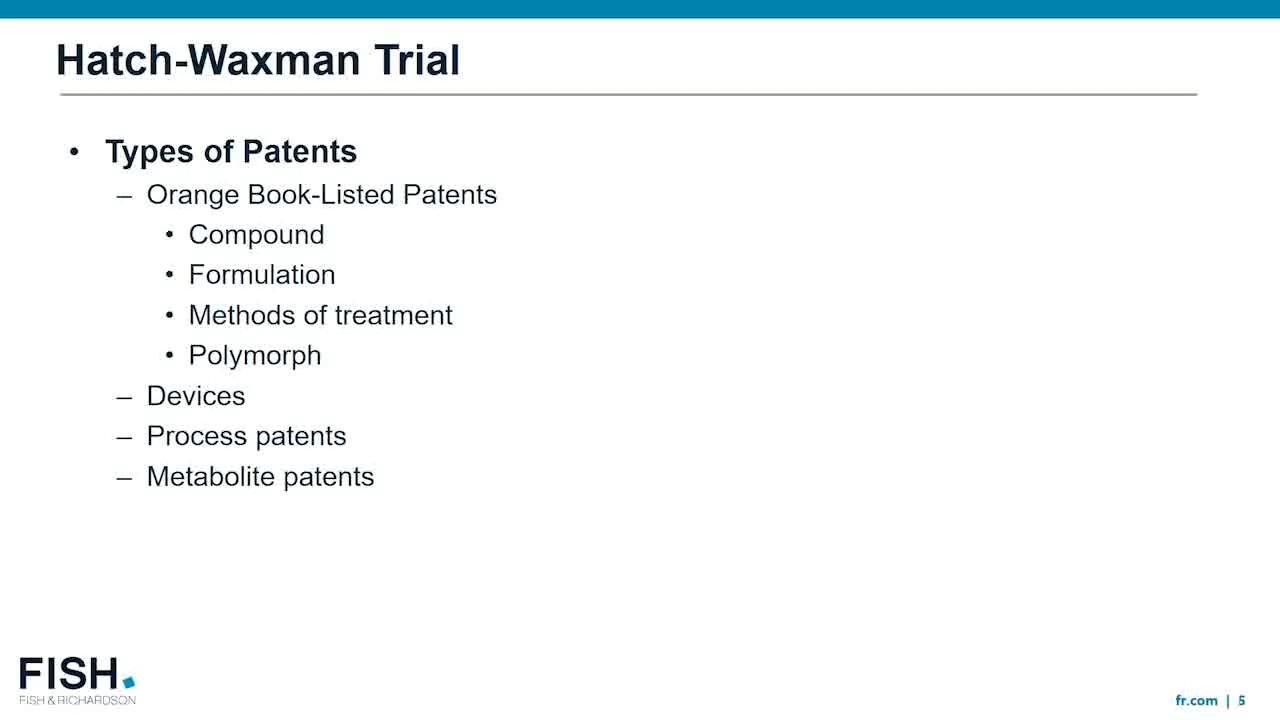 Hatch-Waxman Trial
• Types of Patents
– Orange Book-Listed Patents
• Compound
• Formulation
• Methods of treatment
• Polymorph
– Devices
– Process patents
– Metabolite patents
FISH.
FISH & RICHARDSON
fr.com | 5